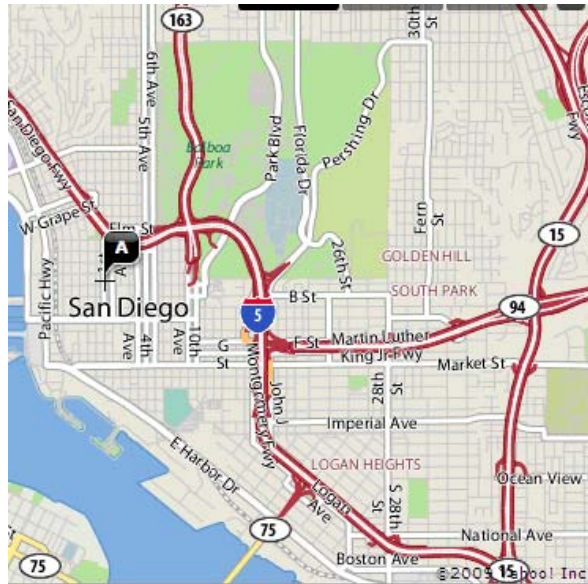 163
30th
St
6th Ave
5th Ave
San Diego Fwy
Balboa
Park
Park Blvd
Florida Dr
Pershing Dr
Fwy
W Grape St
Elm St
A
Fern
St
15
26th St
GOLDEN HILL
Pacific Hwy
San Diego
B St
SOUTH PARK
94
5
4th
Ave
10th
Ave
G
St
F St
Martin Luther
King Jr Fwy
Market St
Montgomery Fwy
John J
28th
St
Imperial Ave
E Harbor Dr
LOGAN HEIGHTS
Logan
Ave
S 28th
St
Ocean View
75
National Ave
75
Boston Ave
15
Yahoo! Inc